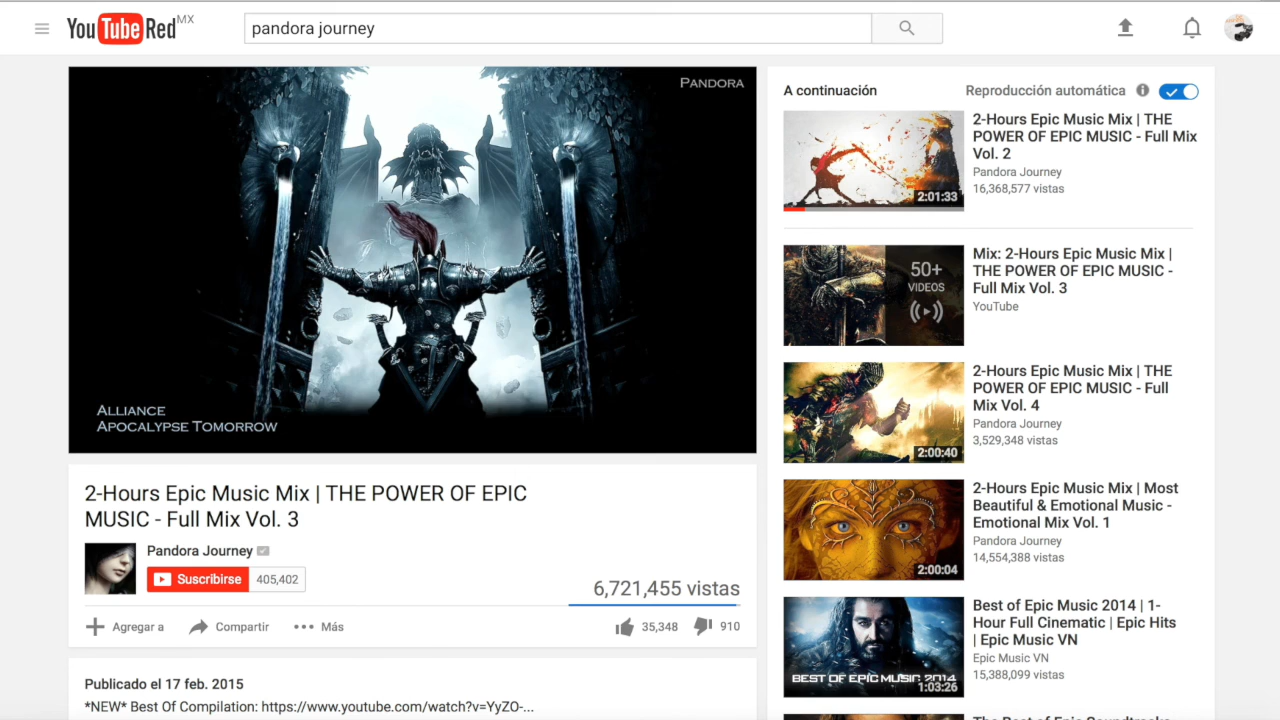 YouTube Red MX
pandora journey
PANDORA
ALLIANCE
APOCALYPSE TOMORROW
2-Hours Epic Music Mix | THE POWER OF EPIC
MUSIC - Full Mix Vol. 3
Pandora Journey
Suscribirse 405,402
6,721,455 vistas
Agregar a Compartir Más 35,348 910
Publicado el 17 feb. 2015
*NEW* Best Of Compilation: https://www.youtube.com/watch?v=YyZO-...
A continuación Reproducción automática
2-Hours Epic Music Mix | THE
POWER OF EPIC MUSIC - Full Mix
Vol. 2
Pandora Journey
16,368,577 vistas
2:01:33
Mix: 2-Hours Epic Music Mix |
THE POWER OF EPIC MUSIC -
Full Mix Vol. 3
YouTube
50+
VIDEOS
2-Hours Epic Music Mix | THE
POWER OF EPIC MUSIC - Full
Mix Vol. 4
Pandora Journey
3,529,348 vistas
2:00:40
2-Hours Epic Music Mix | Most
Beautiful & Emotional Music -
Emotional Mix Vol. 1
Pandora Journey
14,554,388 vistas
2:00:04
Best of Epic Music 2014 | 1-
Hour Full Cinematic | Epic Hits
| Epic Music VN
Epic Music VN
15,388,099 vistas
BEST OF EPIC MUSIC 2014
1:03:26
The Best of Epic Soundtracks